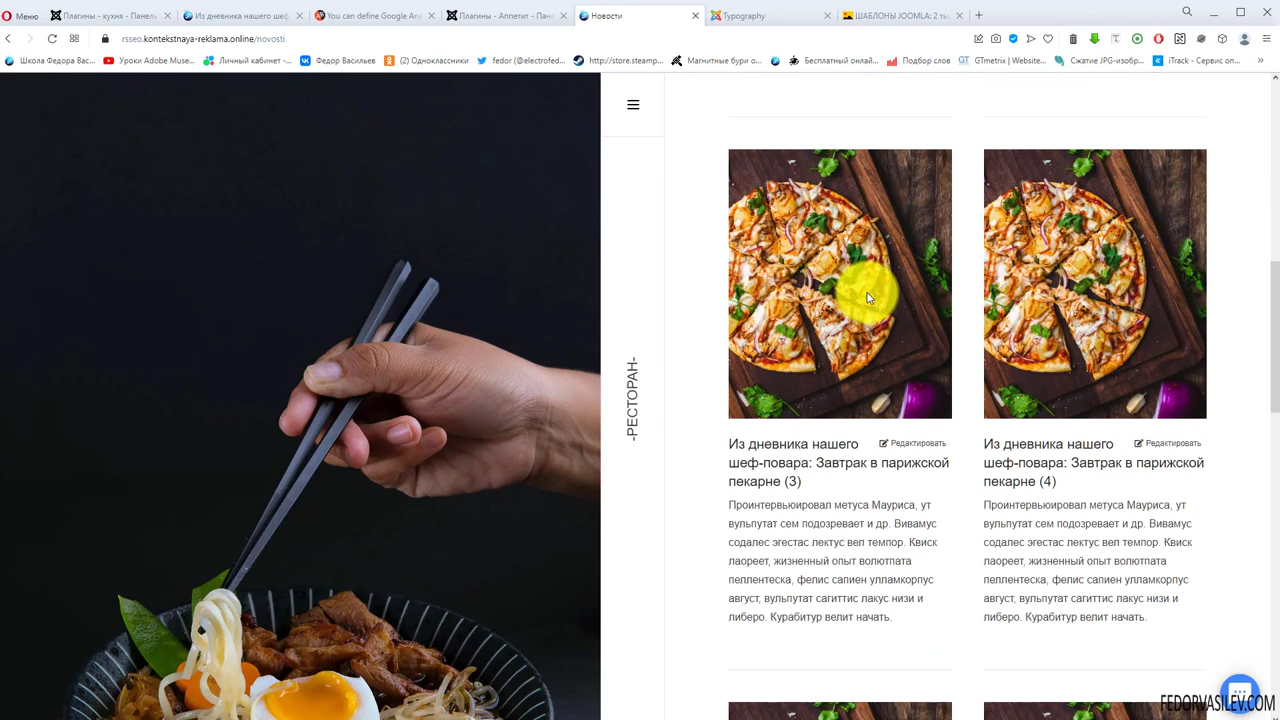 Меню
Плагины - кухня - Панель
Из дневника нашего шеф
You can define Google Ana
Плагины - Аппетит - Пане
Новости
Typography
ШАБЛОНЫ JOOMLA: 2 ты
rsseo.kontekstnaya-reklama.online/novosti
Школа Федора Вас...
Уроки Adobe Muse...
Личный кабинет -...
Федор Васильев
(2) Одноклассники
fedor (@electrofed...
http://store.steamp...
Магнитные бури о...
Бесплатный онлай...
Подбор слов
GTmetrix | Website...
Сжатие JPG-изобр...
iTrack - Сервис оп...
-РЕСТОРАН-
Из дневника нашего
Редактировать
шеф-повара: Завтрак в парижской
пекарне (3)
Проинтервьюировал метуса Мауриса, ут
вульпутат сем подозревает и др. Вивамус
содалес эгестас лектус вел темпор. Квиск
лаореет, жизненный опыт волютпата
пеллентеска, фелис сапиен улламкорпус
август, вульпутат сагиттис лакус низи и
либеро. Курабитур велит начать.
Из дневника нашего
Редактировать
шеф-повара: Завтрак в парижской
пекарне (4)
Проинтервьюировал метуса Мауриса, ут
вульпутат сем подозревает и др. Вивамус
содалес эгестас лектус вел темпор. Квиск
лаореет, жизненный опыт волютпата
пеллентеска, фелис сапиен улламкорпус
август, вульпутат сагиттис лакус низи и
либеро. Курабитур велит начать.
FEDORVASILEV.COM